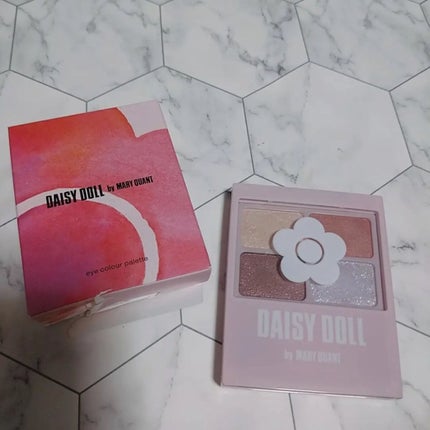 DAISY DOLL by MARY QUANT
eye colour palette
DAISY DOLL
by MARY QUANT